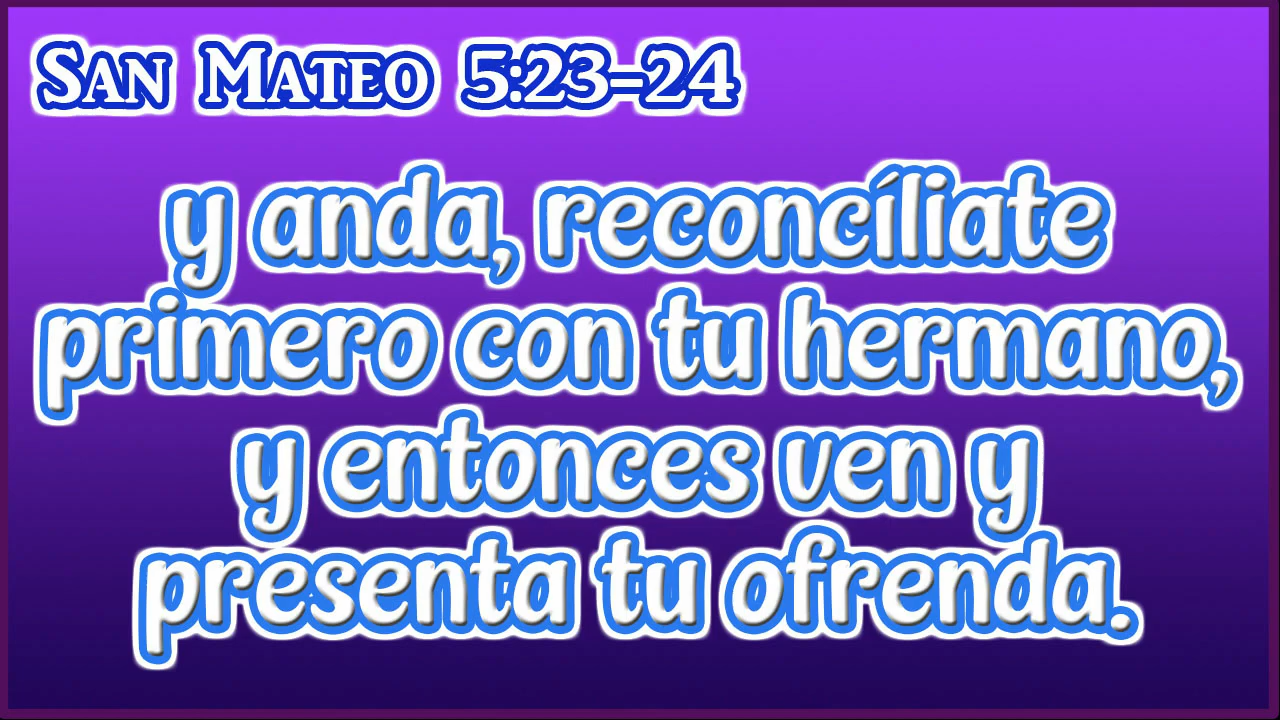 San Mateo 5:23-24
y anda, reconcíliate
primero con tu hermano,
y entonces ven y
presenta tu ofrenda.